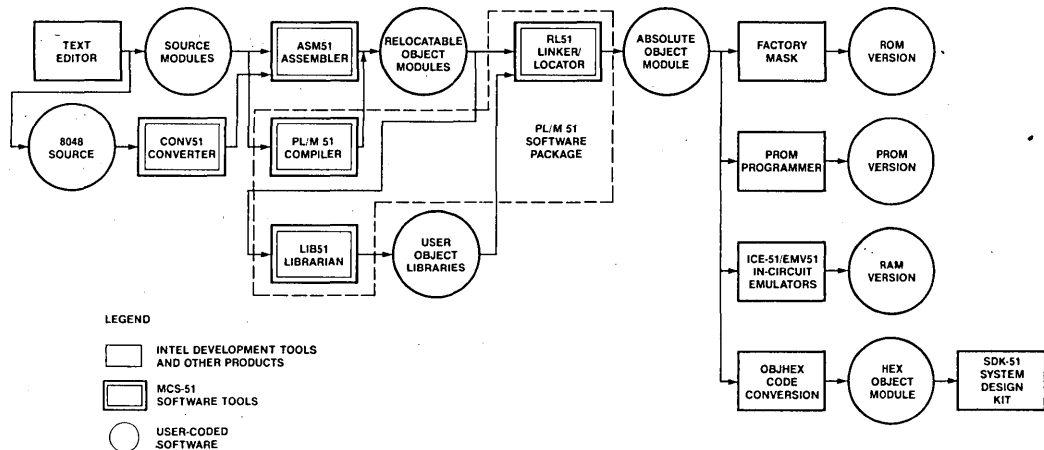 TEXT
EDITOR
SOURCE
MODULES
ASM51
ASSEMBLER
RELOCATABLE
OBJECT
MODULES
RL51
LINKER/
LOCATOR
ABSOLUTE
OBJECT
MODULE
FACTORY
MASK
ROM
VERSION
8048
SOURCE
CONV51
CONVERTER
PL/M 51
COMPILER
PL/M 51
SOFTWARE
PACKAGE
PROM
PROGRAMMER
PROM
VERSION
LIB51
LIBRARIAN
USER
OBJECT
LIBRARIES
ICE-51/EMV51
IN-CIRCUIT
EMULATORS
RAM
VERSION
OBJHEX
CODE
CONVERSION
HEX
OBJECT
MODULE
SDK-51
SYSTEM
DESIGN
KIT
LEGEND
INTEL DEVELOPMENT TOOLS
AND OTHER PRODUCTS
MCS-51
SOFTWARE TOOLS
USER-CODED
SOFTWARE